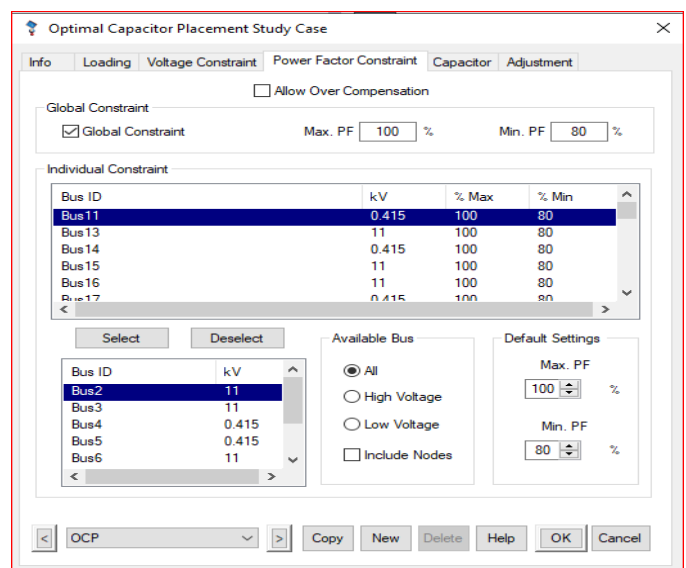 Optimal Capacitor Placement Study Case
Info Loading Voltage Constraint Power Factor Constraint Capacitor Adjustment
Allow Over Compensation
Global Constraint
Global Constraint Max. PF 100 % Min. PF 80 %
Individual Constraint
Bus ID kV % Max % Min
Bus11 0.415 100 80
Bus13 11 100 80
Bus14 0.415 100 80
Bus15 11 100 80
Bus16 11 100 80
Bus17 0.415 100 80
Select Deselect
Bus ID kV
Bus2 11
Bus3 11
Bus4 0.415
Bus5 0.415
Bus6 11
Available Bus
All
High Voltage
Low Voltage
Include Nodes
Default Settings
Max. PF
100 %
Min. PF
80 %
< OCP > Copy New Delete Help OK Cancel